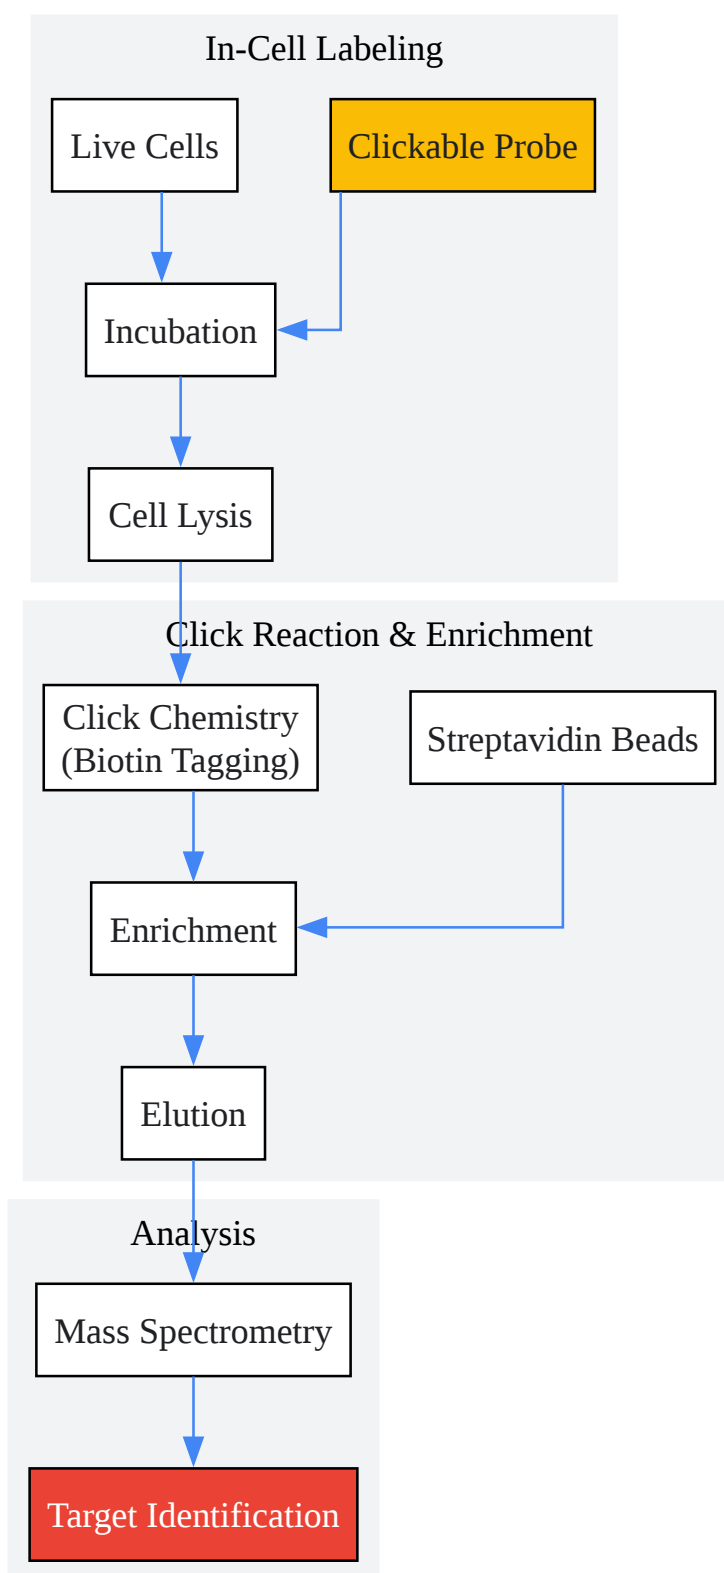 In-Cell Labeling
Live Cells
Clickable Probe
Incubation
Cell Lysis
Click Reaction & Enrichment
Click Chemistry
(Biotin Tagging)
Streptavidin Beads
Enrichment
Elution
Analysis
Mass Spectrometry
Target Identification